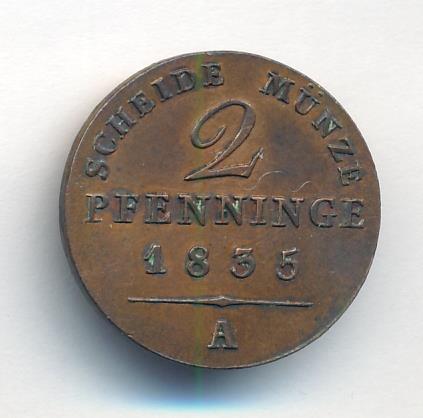 SCHEIDE MÜNZE
2
PFENNINGE
1835
A